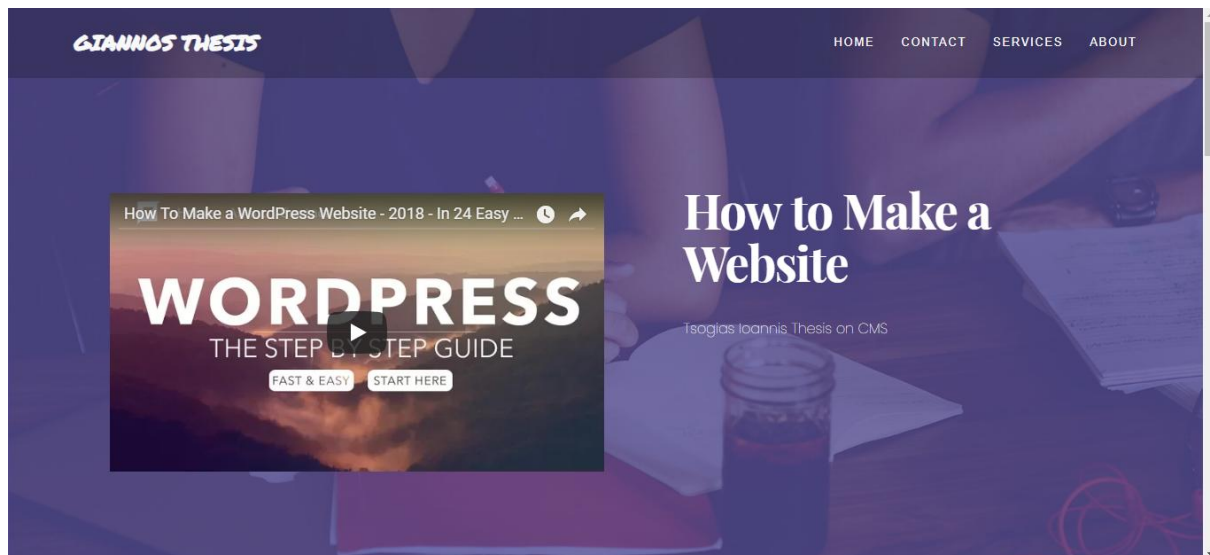 GIANNOS THESIS
HOME CONTACT SERVICES ABOUT
How To Make a WordPress Website - 2018 - In 24 Easy ...
WORDPRESS
THE STEP BY STEP GUIDE
FAST & EASY START HERE
How to Make a
Website
Tsogias Ioannis Thesis on CMS